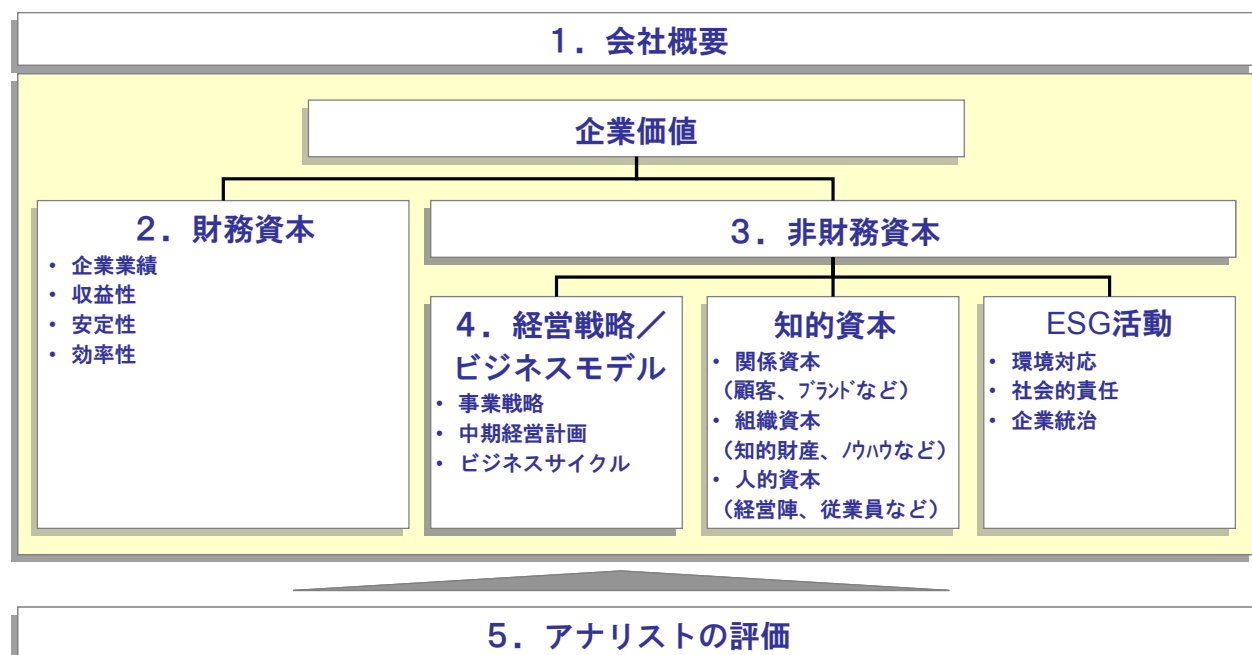 1．会社概要
企業価値
2．財務資本
• 企業業績
• 収益性
• 安定性
• 効率性
3．非財務資本
4．経営戦略／
ビジネスモデル
• 事業戦略
• 中期経営計画
• ビジネスサイクル
知的資本
• 関係資本
（顧客、ﾌﾞﾗﾝﾄﾞなど）
• 組織資本
（知的財産、ﾉｳﾊｳなど）
• 人的資本
（経営陣、従業員など）
ESG活動
• 環境対応
• 社会的責任
• 企業統治
5．アナリストの評価